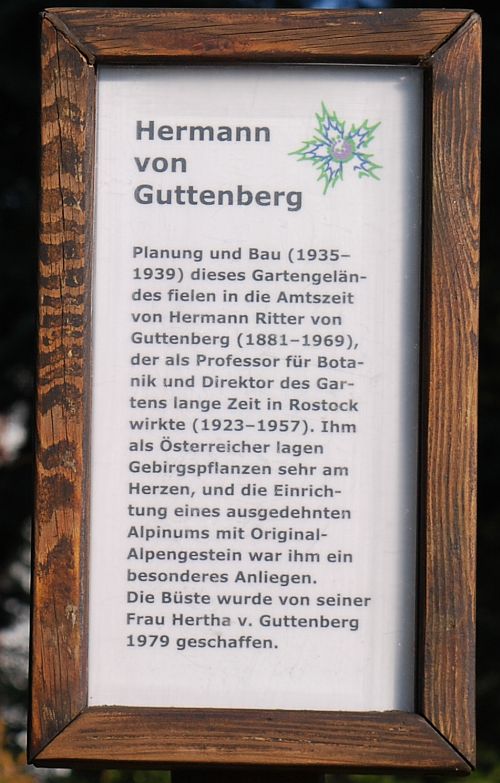 Hermann
von
Guttenberg
Planung und Bau (1935–
1939) dieses Gartengelän-
des fielen in die Amtszeit
von Hermann Ritter von
Guttenberg (1881–1969),
der als Professor für Bota-
nik und Direktor des Gar-
tens lange Zeit in Rostock
wirkte (1923–1957). Ihm
als Österreicher lagen
Gebirgspflanzen sehr am
Herzen, und die Einrich-
tung eines ausgedehnten
Alpinums mit Original-
Alpengestein war ihm ein
besonderes Anliegen.
Die Büste wurde von seiner
Frau Hertha v. Guttenberg
1979 geschaffen.